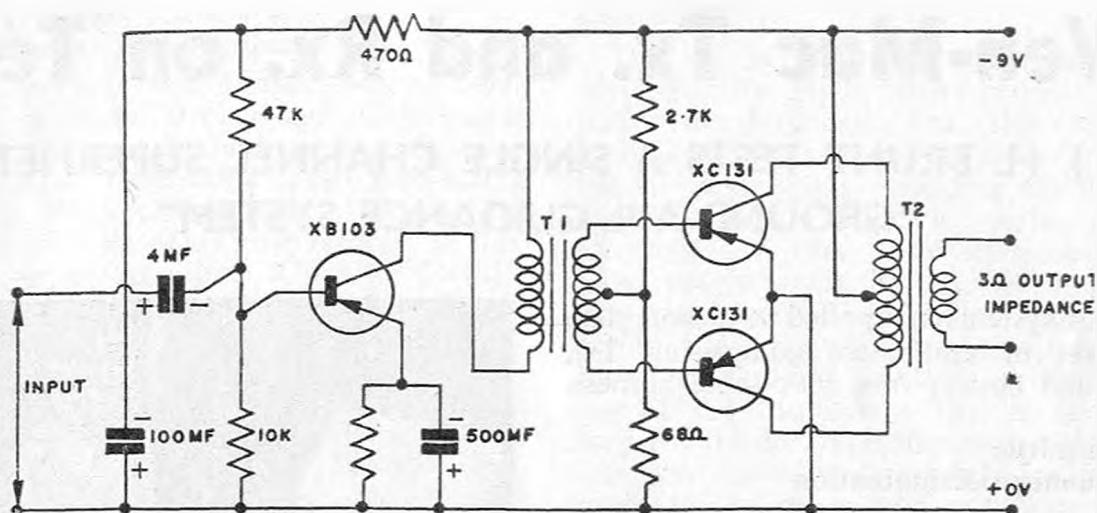 470Ω
-9V
47K
2·7K
XC131
XB103
T1
T2
4MF
+
3Ω OUTPUT
IMPEDANCE
XC131
INPUT
-
100MF
+
10K
-
500MF
+
68Ω
+0V